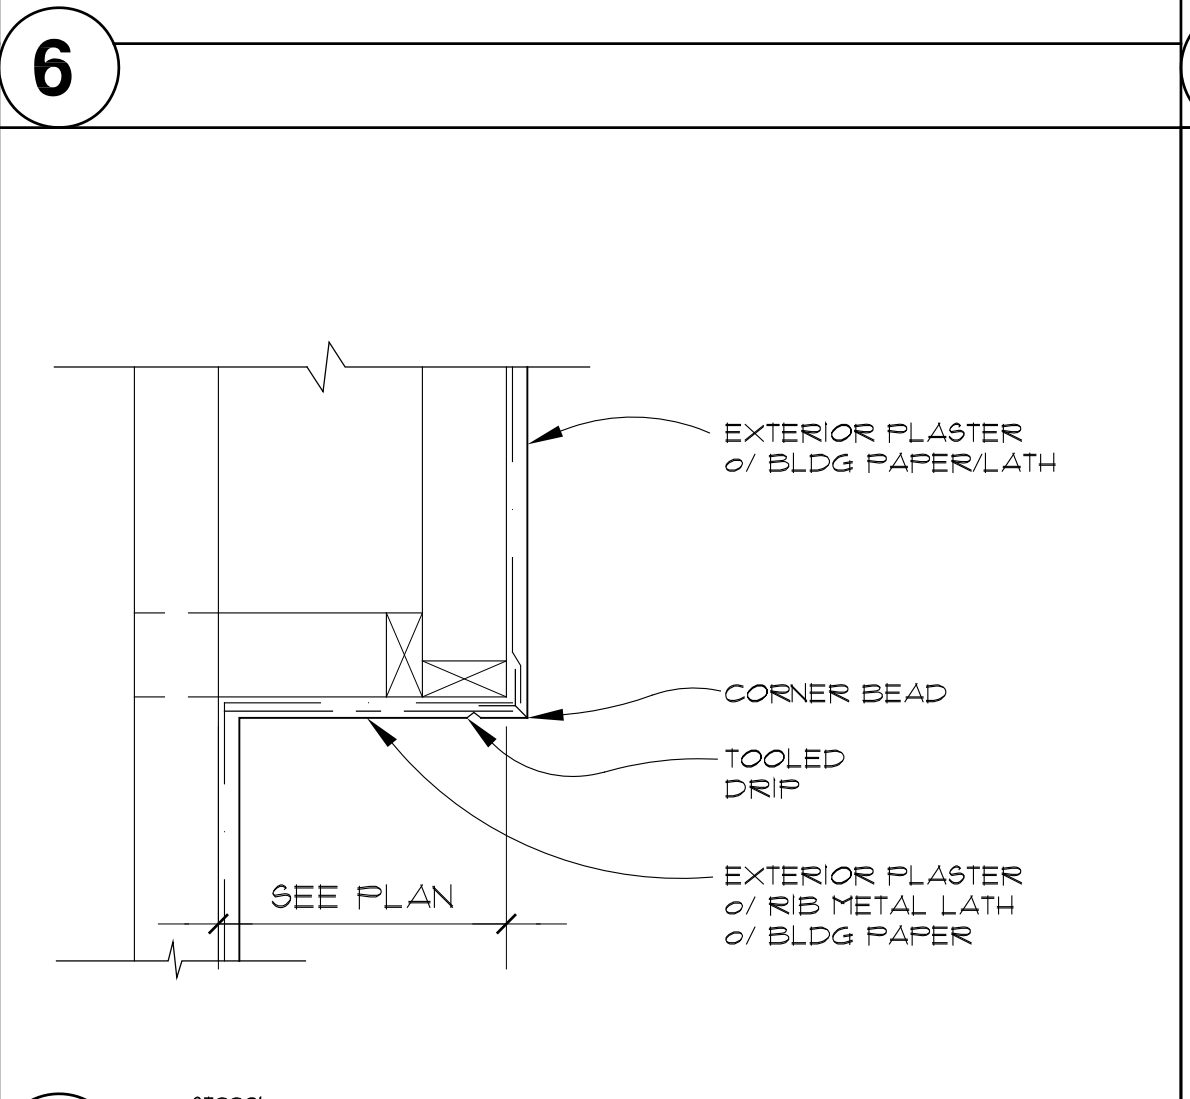 6
EXTERIOR PLASTER
o/ BLDG PAPER/LATH
CORNER BEAD
TOOLED
DRIP
EXTERIOR PLASTER
o/ RIB METAL LATH
o/ BLDG PAPER
SEE PLAN